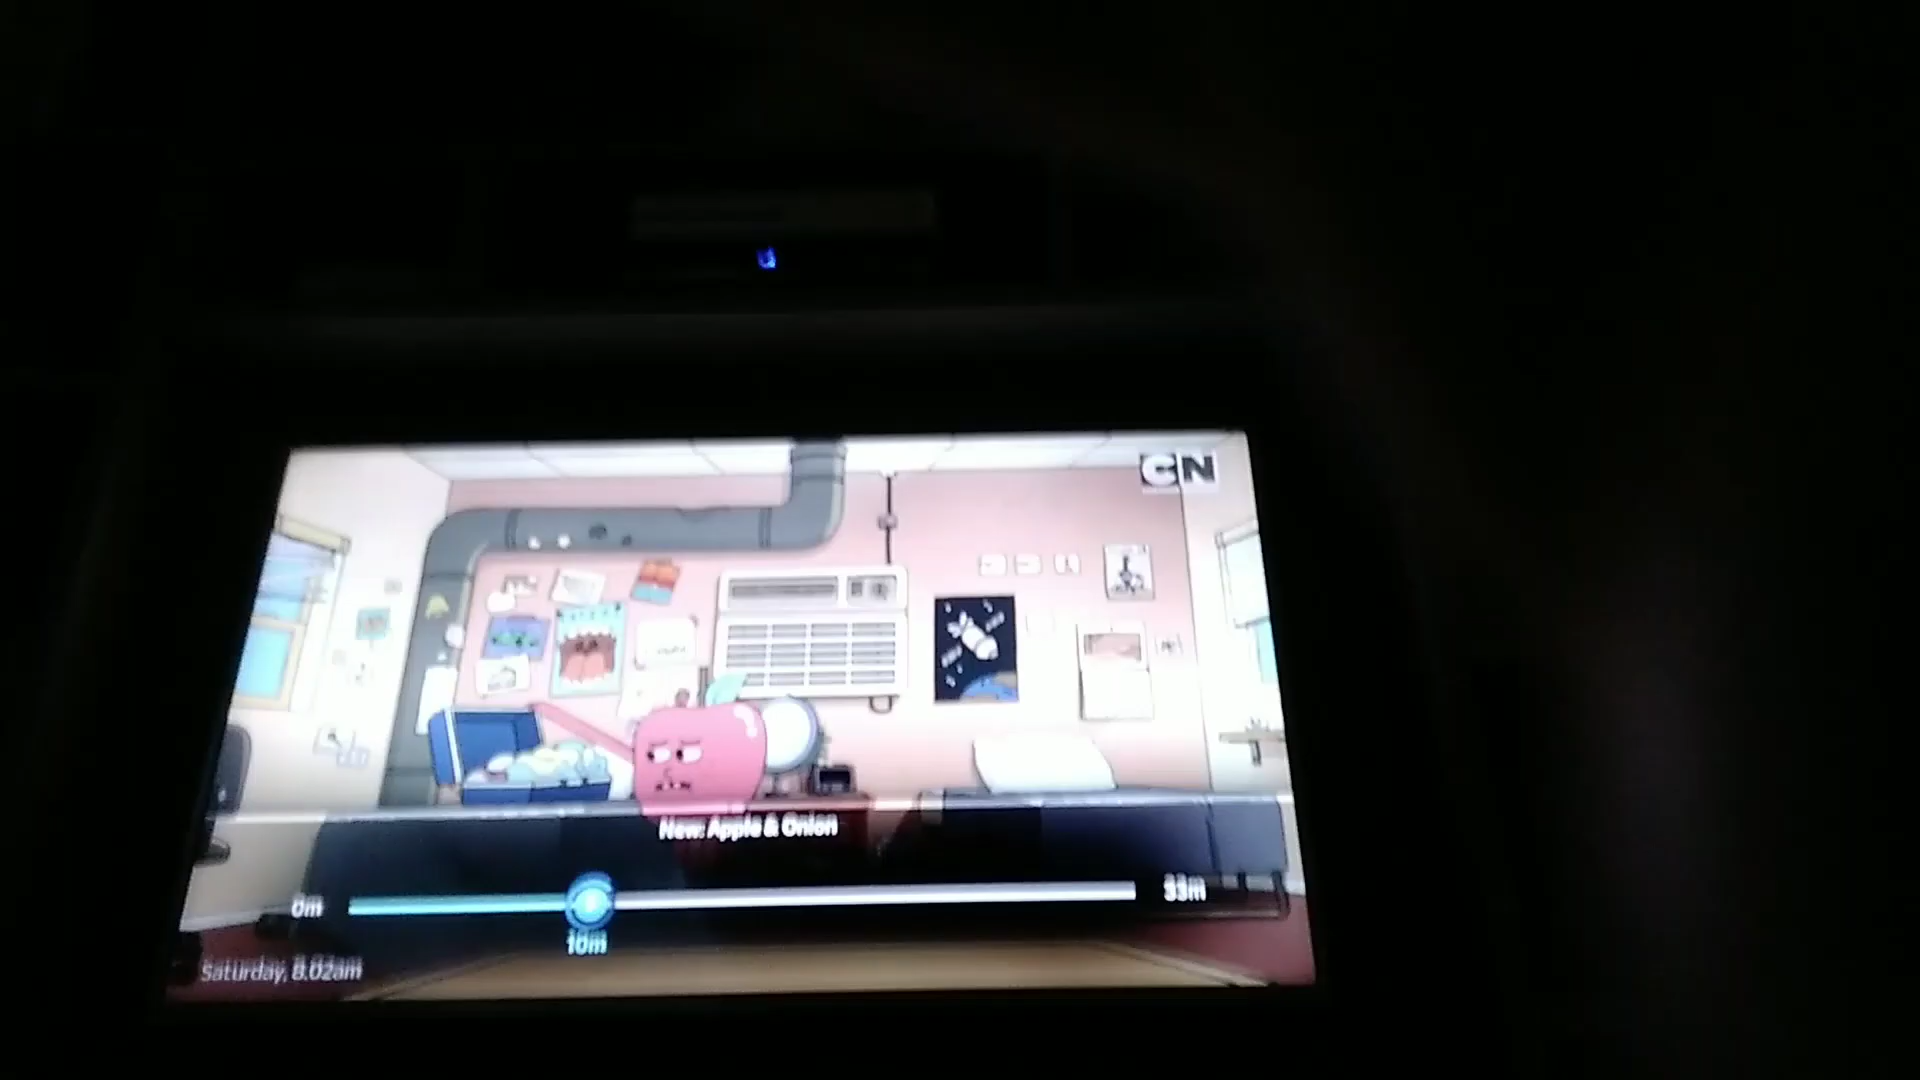 CN
New: Apple & Onion
0m
33m
10m
Saturday, 8.02am